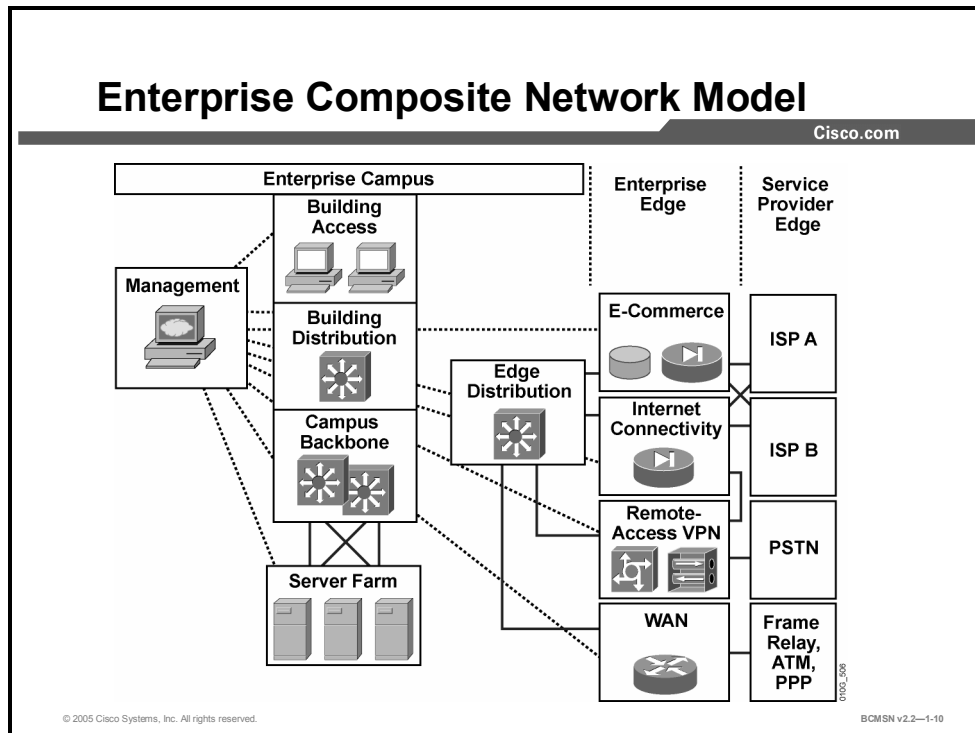 Enterprise Composite Network Model
Cisco.com
Enterprise Campus
Enterprise
Edge
Service
Provider
Edge
Building
Access
Management
Building
Distribution
Campus
Backbone
Server Farm
Edge
Distribution
E-Commerce
Internet
Connectivity
Remote-
Access VPN
WAN
ISP A
ISP B
PSTN
Frame
Relay,
ATM,
PPP
010G_506
© 2005 Cisco Systems, Inc. All rights reserved.
BCMSN v2.2—1-10